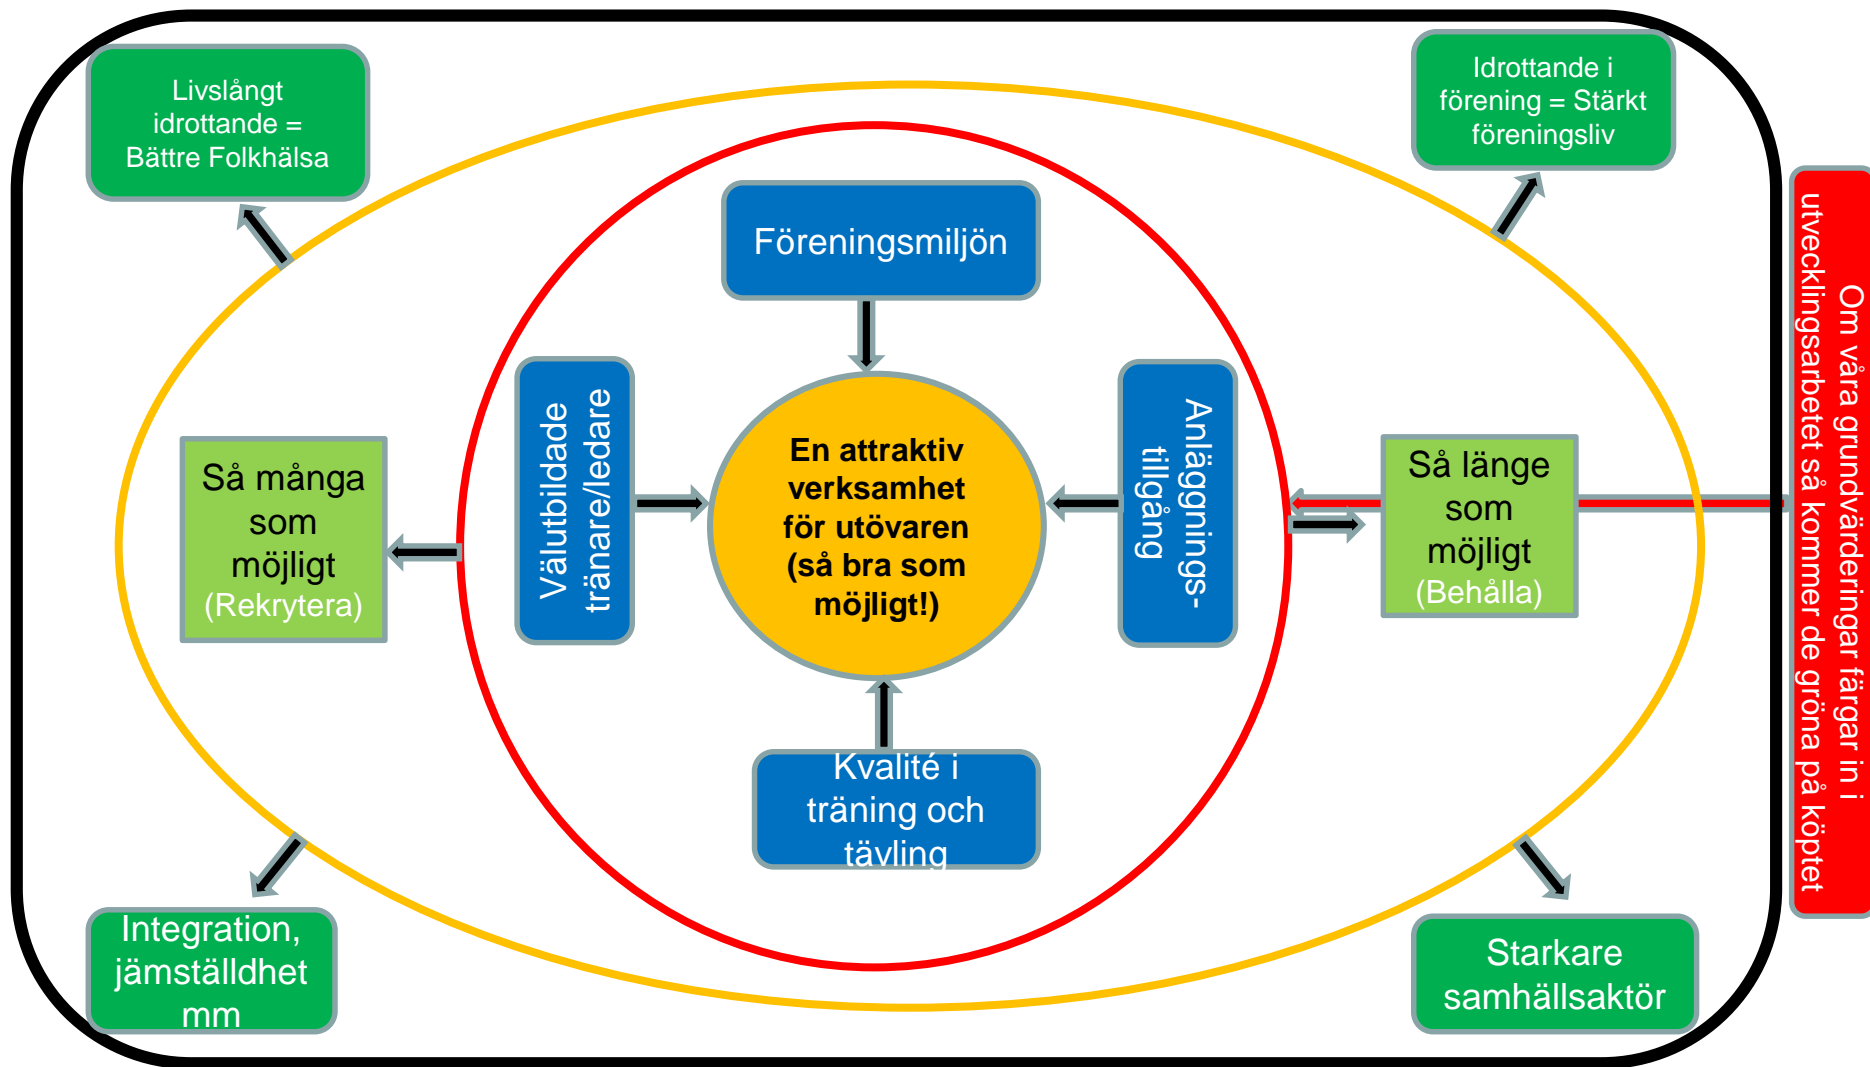 Livslångt
idrottande =
Bättre Folkhälsa
Idrottande i
förening = Stärkt
föreningsliv
Föreningsmiljön
Välutbildade
tränare/ledare
En attraktiv
verksamhet
för utövaren
(så bra som
möjligt!)
Anläggnings-
tillgång
Så många
som
möjligt
(Rekrytera)
Så länge
som
möjligt
(Behålla)
Kvalité i
träning och
tävling
Integration,
jämställdhet
mm
Starkare
samhällsaktör
Om våra grundvärderingar färgar in i
utvecklingsarbetet så kommer de gröna på köptet